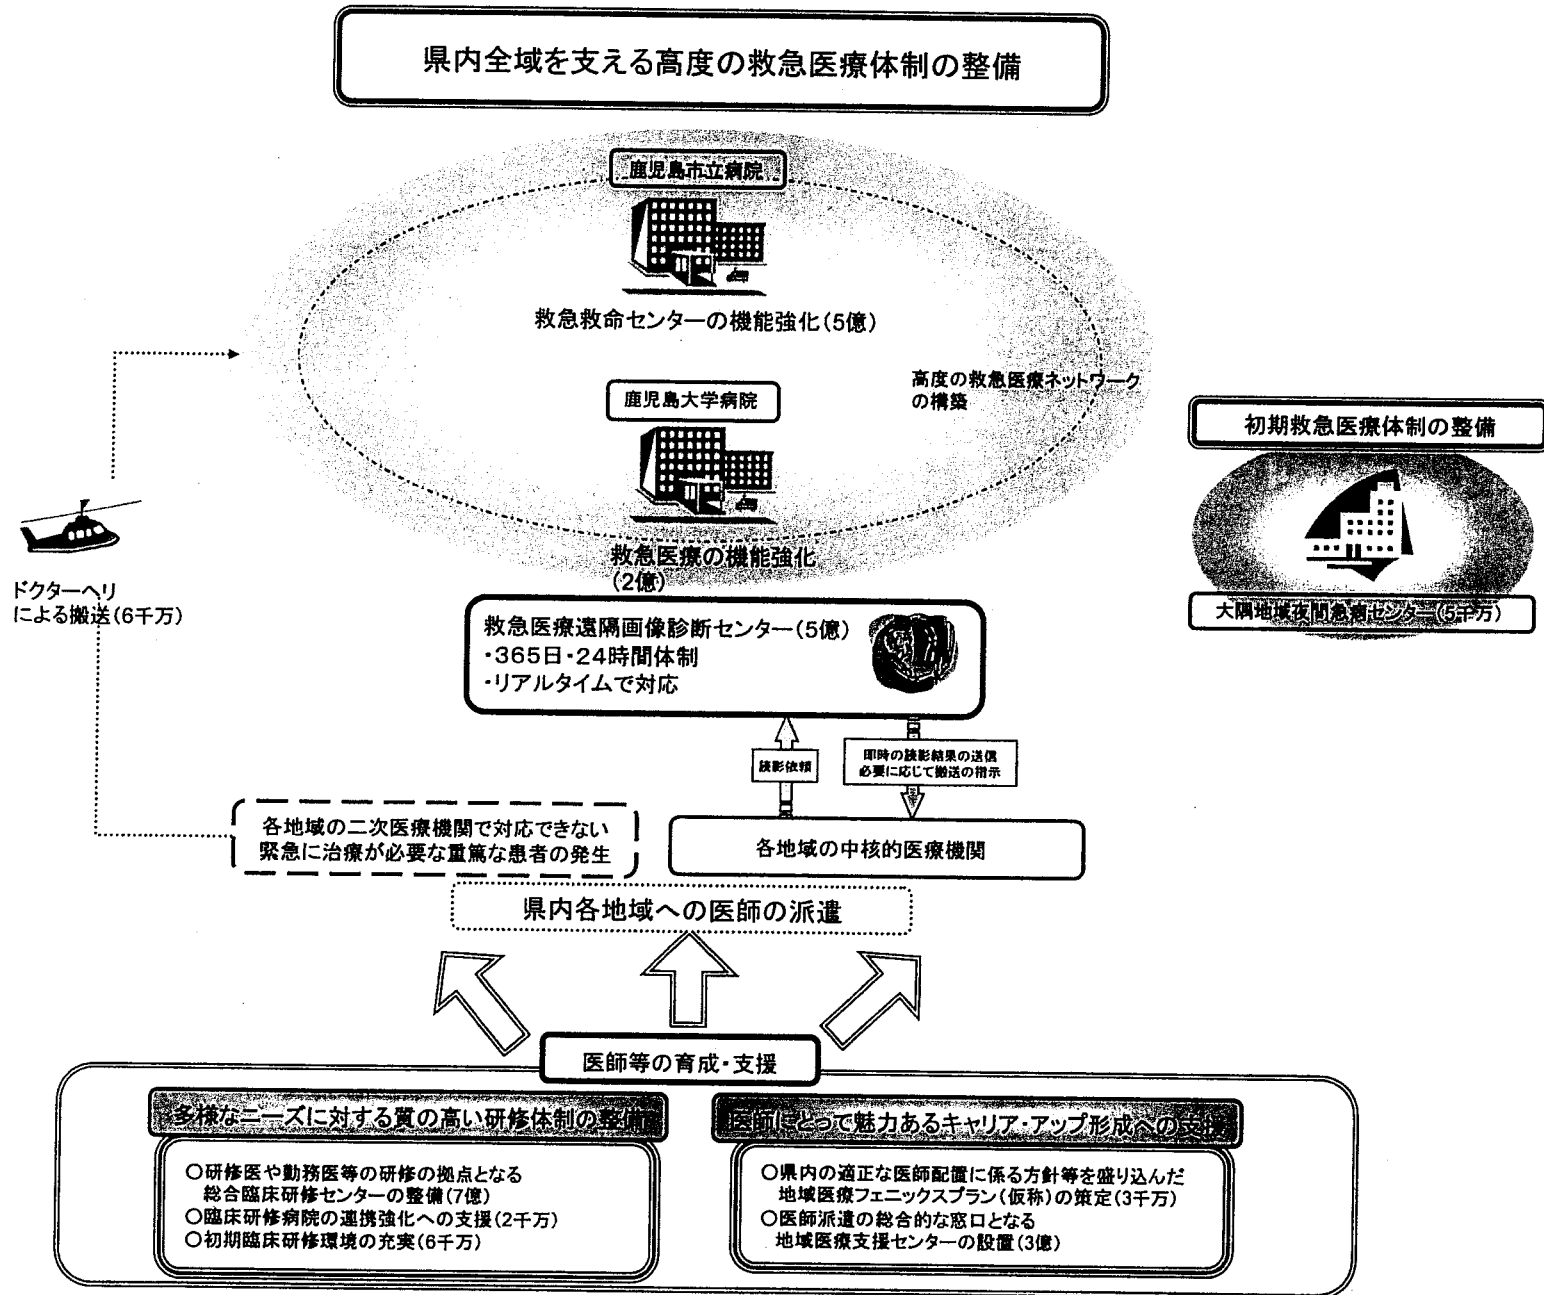 県内全域を支える高度の救急医療体制の整備
鹿児島市立病院
救急救命センターの機能強化(5億)
高度の救急医療ネットワーク
の構築
鹿児島大学病院
救急医療の機能強化
(2億)
初期救急医療体制の整備
大隅地域夜間急病センター(5千万)
ドクターヘリ
による搬送(6千万)
救急医療遠隔画像診断センター(5億)
・365日・24時間体制
・リアルタイムで対応
読影依頼
即時の読影結果の送信
必要に応じて搬送の指示
各地域の二次医療機関で対応できない
緊急に治療が必要な重篤な患者の発生
各地域の中核的医療機関
県内各地域への医師の派遣
医師等の育成・支援
多様なニーズに対する質の高い研修体制の整備
○研修医や勤務医等の研修の拠点となる
総合臨床研修センターの整備(7億)
○臨床研修病院の連携強化への支援(2千万)
○初期臨床研修環境の充実(6千万)
医師にとって魅力あるキャリア・アップ形成への支援
○県内の適正な医師配置に係る方針等を盛り込んだ
地域医療フェニックスプラン(仮称)の策定(3千万)
○医師派遣の総合的な窓口となる
地域医療支援センターの設置(3億)